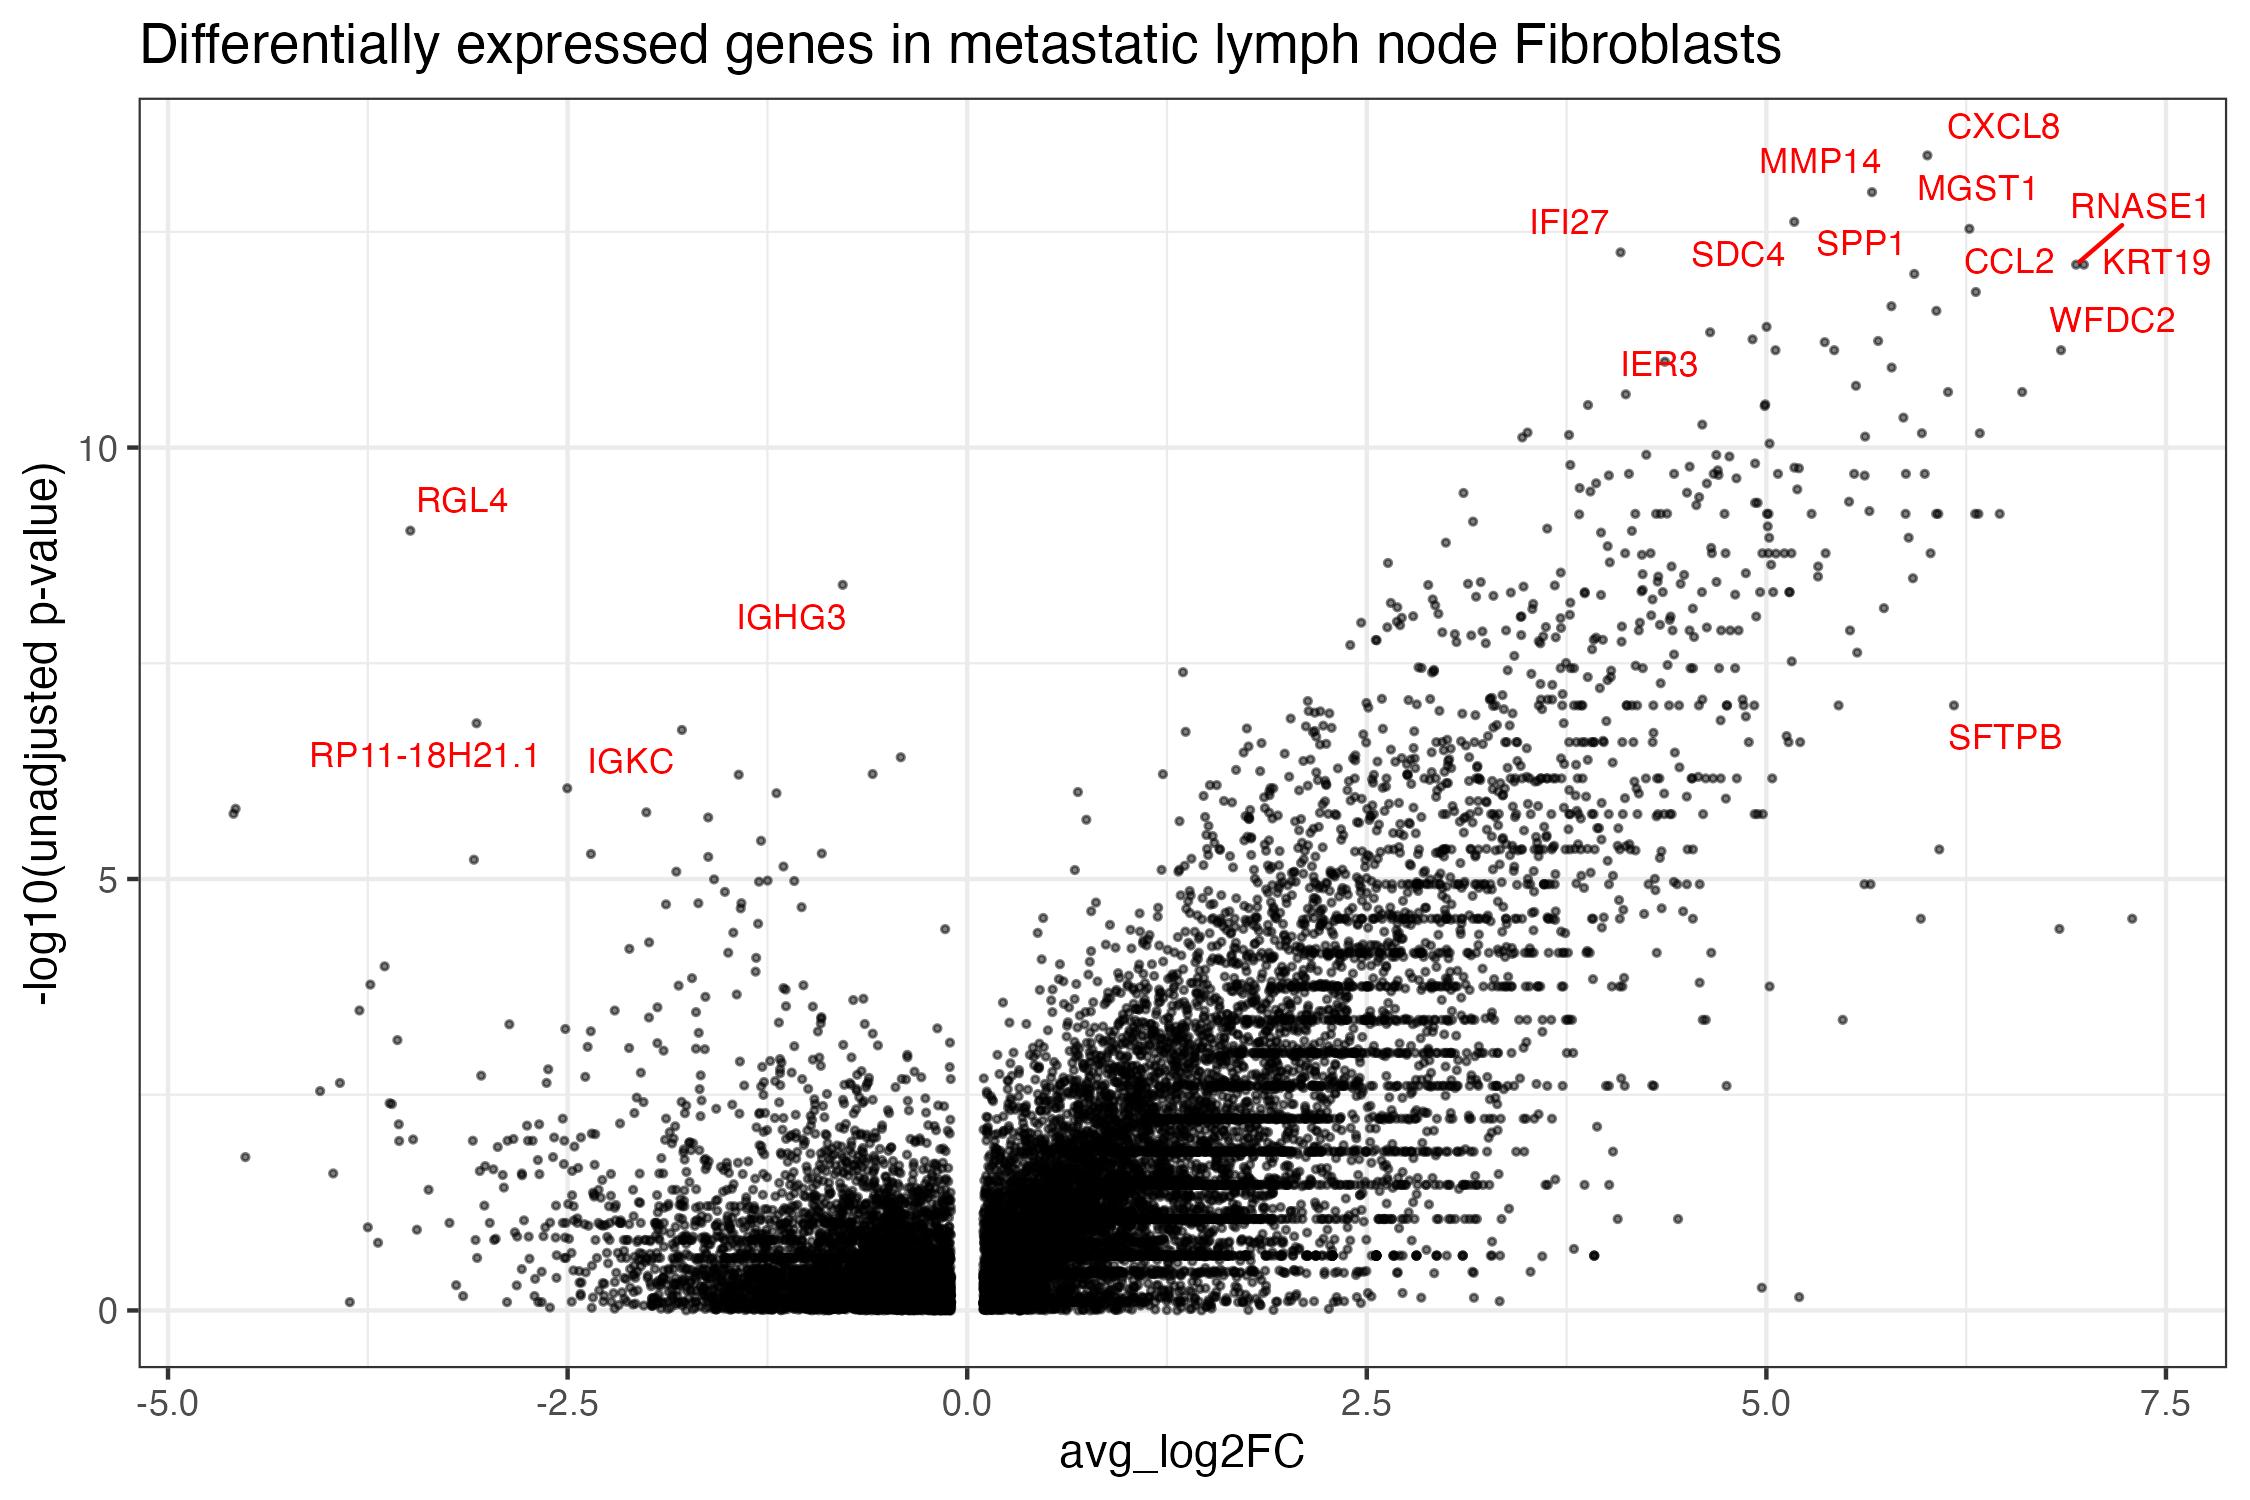 Differentially expressed genes in metastatic lymph node Fibroblasts
CXCL8
MMP14
MGST1
RNASE1
IFI27
SPP1
SDC4
CCL2
KRT19
WFDC2
IER3
10
RGL4
IGHG3
SFTPB
RP11-18H21.1
IGKC
5
0
-log10(unadjusted p-value)
-5.0
-2.5
0.0
2.5
5.0
7.5
avg_log2FC